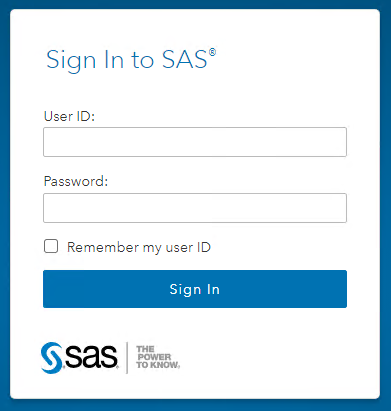 Sign In to SAS®
User ID:
Password:
Remember my user ID
Sign In
sas® THE
POWER
TO KNOW®